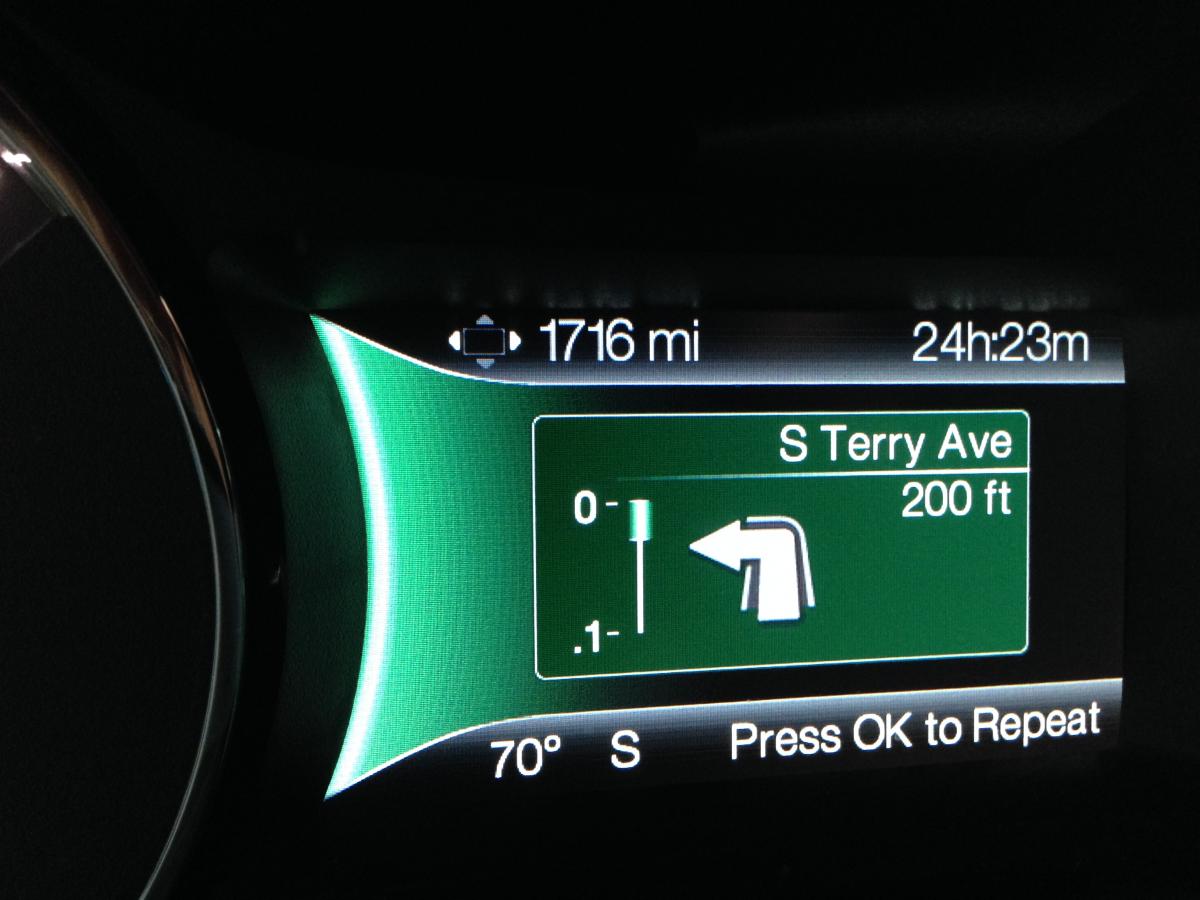 1716 mi 24h:23m
S Terry Ave
200 ft
0
.1
70° S Press OK to Repeat